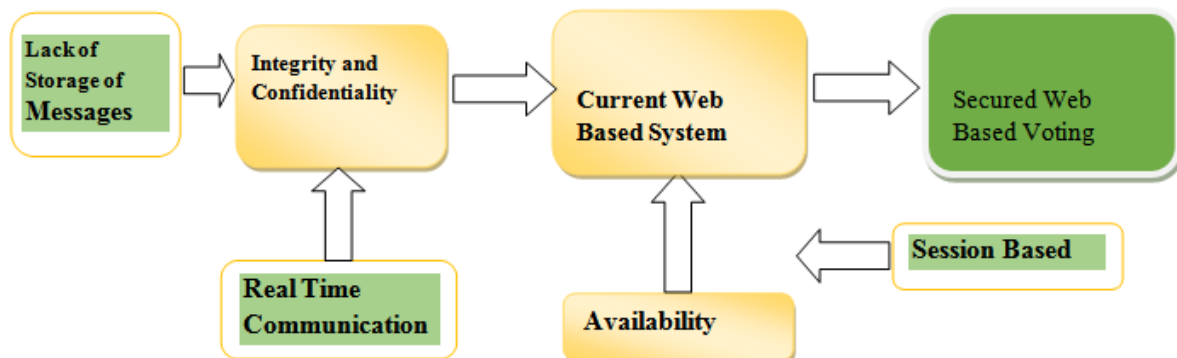 Lack of
Storage of
Messages
Integrity and
Confidentiality
Current Web
Based System
Secured Web
Based Voting
Real Time
Communication
Availability
Session Based